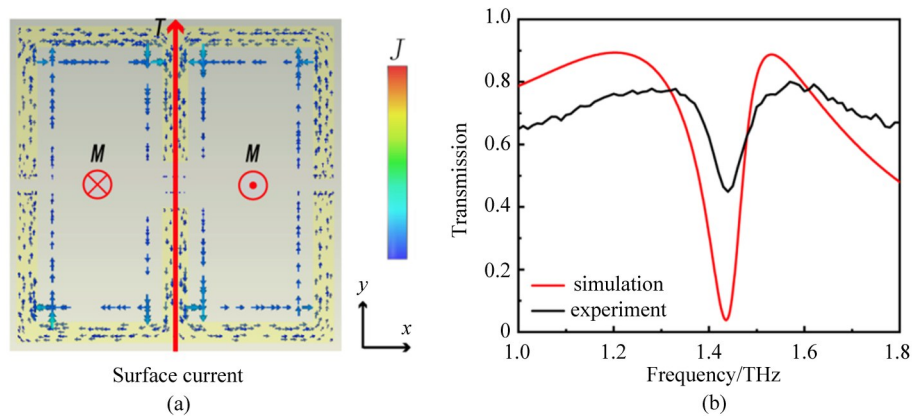 T
J
M
M
y
x
Surface current
(a)
1.0
0.8
0.6
0.4
0.2
0
Transmission
simulation
experiment
1.0 1.2 1.4 1.6 1.8
Frequency/THz
(b)